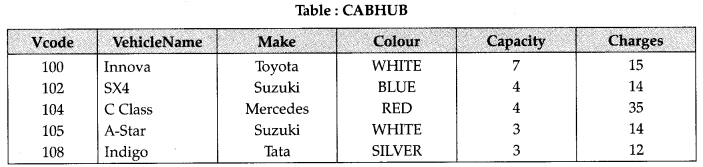 Table : CABHUB
Vcode VehicleName Make Colour Capacity Charges
100 Innova Toyota WHITE 7 15
102 SX4 Suzuki BLUE 4 14
104 C Class Mercedes RED 4 35
105 A-Star Suzuki WHITE 3 14
108 Indigo Tata SILVER 3 12